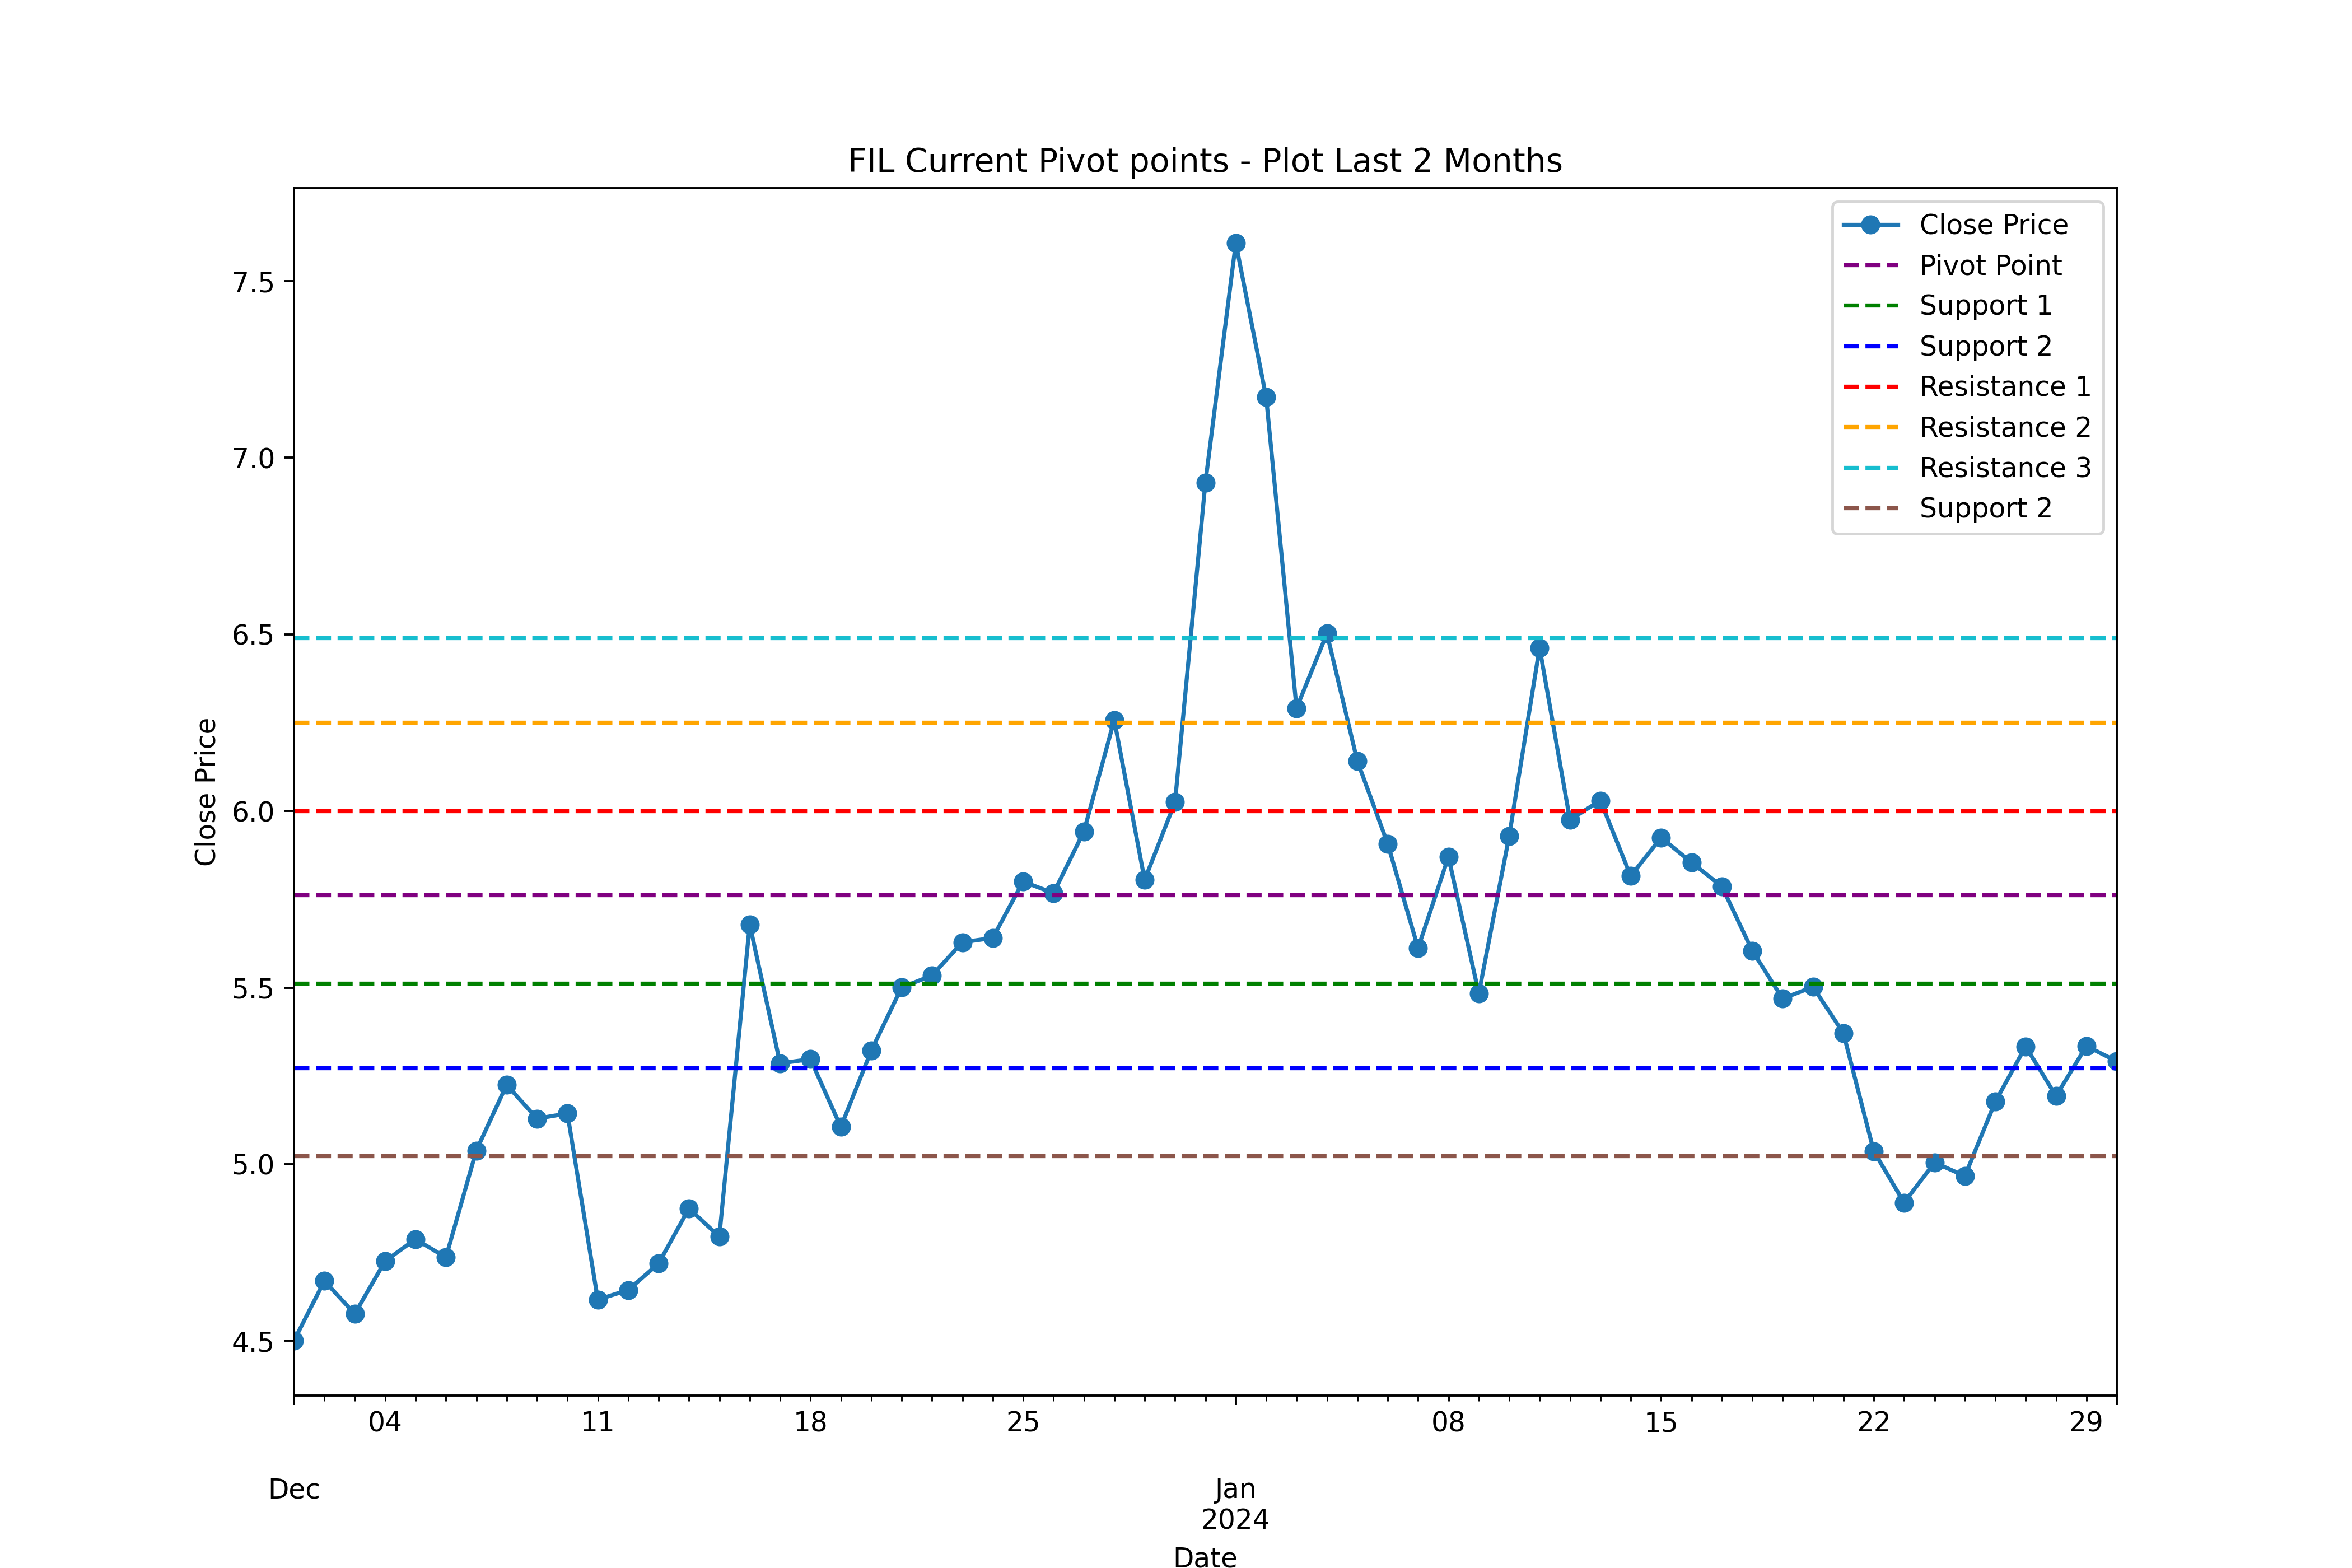 FIL Current Pivot points - Plot Last 2 Months
Close Price
Pivot Point
Support 1
Support 2
Resistance 1
Resistance 2
Resistance 3
Support 2
7.5
7.0
6.5
6.0
5.5
5.0
4.5
Close Price
04 11 18 25 08 15 22 29
Dec Jan
2024
Date